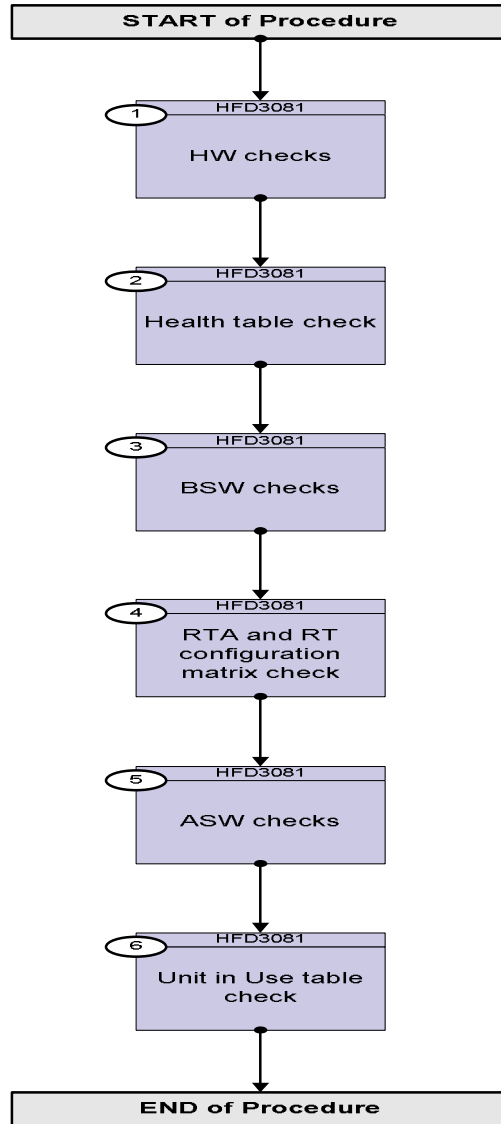 START of Procedure
HFD3081
1
HW checks
HFD3081
2
Health table check
HFD3081
3
BSW checks
HFD3081
4
RTA and RT
configuration
matrix check
HFD3081
5
ASW checks
HFD3081
6
Unit in Use table
check
END of Procedure